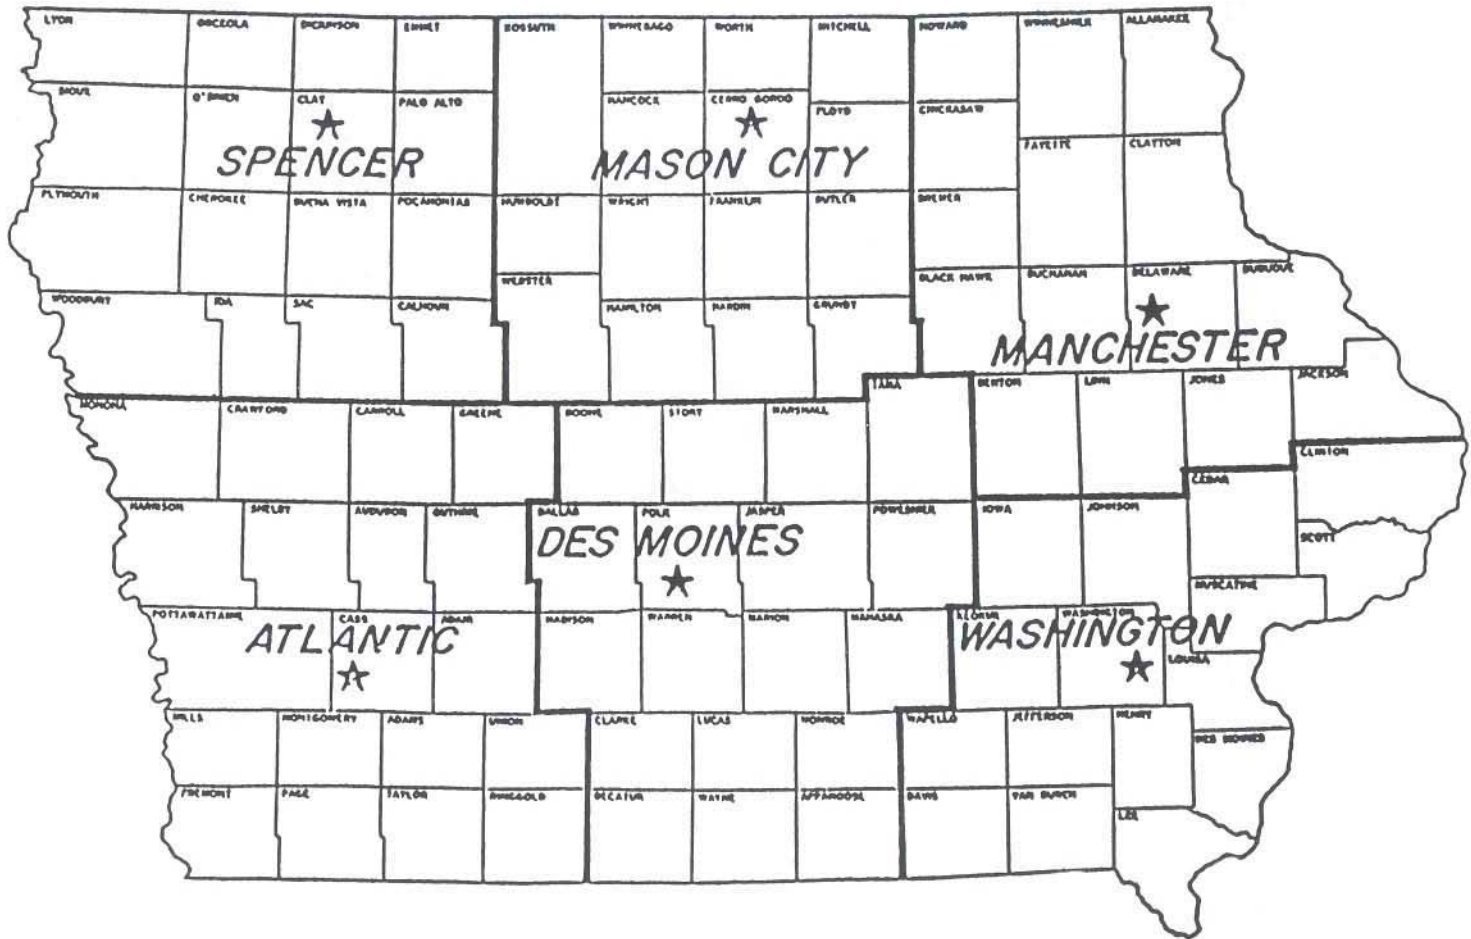 LYON OSCEOLA DICKINSON EMMET KOSSUTH WINNEBAGO WORTH MITCHELL HOWARD WINNESHIEK ALLAMAKEE
SIOUX O'BRIEN CLAY PALO ALTO HANCOCK CERRO GORDO FLOYD CHICKASAW
FAYETTE CLAYTON
SPENCER MASON CITY
PLYMOUTH CHEROKEE BUENA VISTA POCAHONTAS HUMBOLDT WRIGHT FRANKLIN BUTLER BREMER
WEBSTER BLACK HAWK BUCHANAN DELAWARE DUBUQUE
WOODBURY IDA SAC CALHOUN HAMILTON HARDIN GRUNDY
MANCHESTER
TAMA BENTON LINN JONES JACKSON
MONONA CRAWFORD CARROLL GREENE BOONE STORY MARSHALL
CLINTON
CEDAR
HARRISON SHELBY AUDUBON GUTHRIE DALLAS POLK JASPER POWESHIEK IOWA JOHNSON
SCOTT
DES MOINES
MUSCATINE
POTTAWATTAMIE CASS ADAIR MADISON WARREN MARION MAHASKA KEOKUK WASHINGTON
ATLANTIC WASHINGTON
LOUISA
MILLS MONTGOMERY ADAMS UNION CLARKE LUCAS MONROE WAPELLO JEFFERSON HENRY
DES MOINES
FREMONT PAGE TAYLOR RINGGOLD DECATUR WAYNE APPANOOSE DAVIS VAN BUREN
LEE